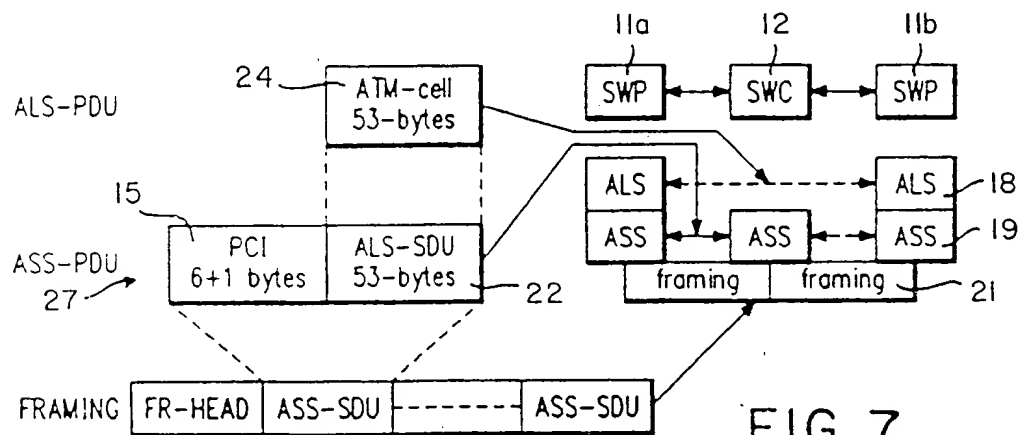 11a 12 11b
24
ALS-PDU ATM-cell
53-bytes
SWP SWC SWP
15
ALS ALS 18
ASS-PDU PCI
6+1 bytes
ALS-SDU
53-bytes
ASS ASS ASS 19
27
22
framing framing
21
FRAMING FR-HEAD ASS-SDU ASS-SDU
FIG 7